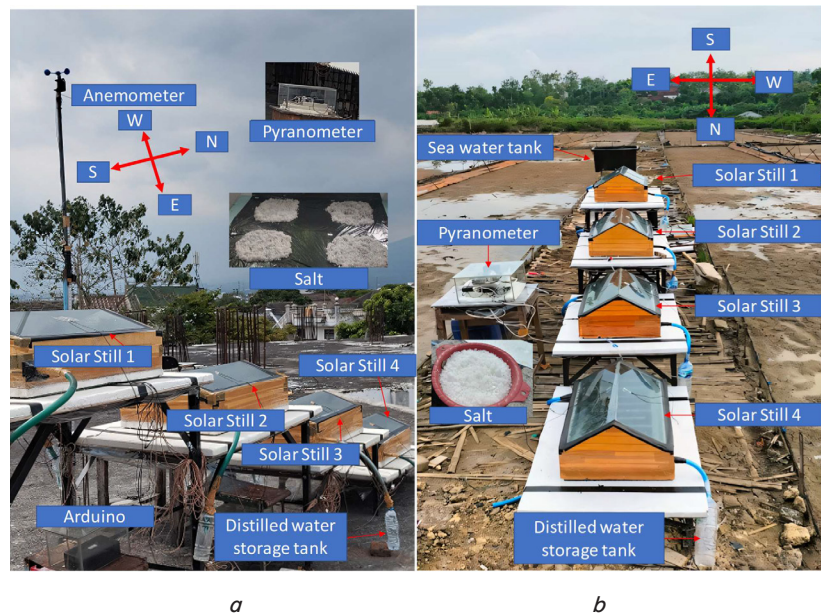 Anemometer
W
N
S
E
Pyranometer
Salt
Solar Still 1
Solar Still 4
Solar Still 2
Solar Still 3
Arduino
Distilled water
storage tank
a
S
E
W
N
Sea water tank
Solar Still 1
Pyranometer
Solar Still 2
Solar Still 3
Salt
Solar Still 4
Distilled water
storage tank
b